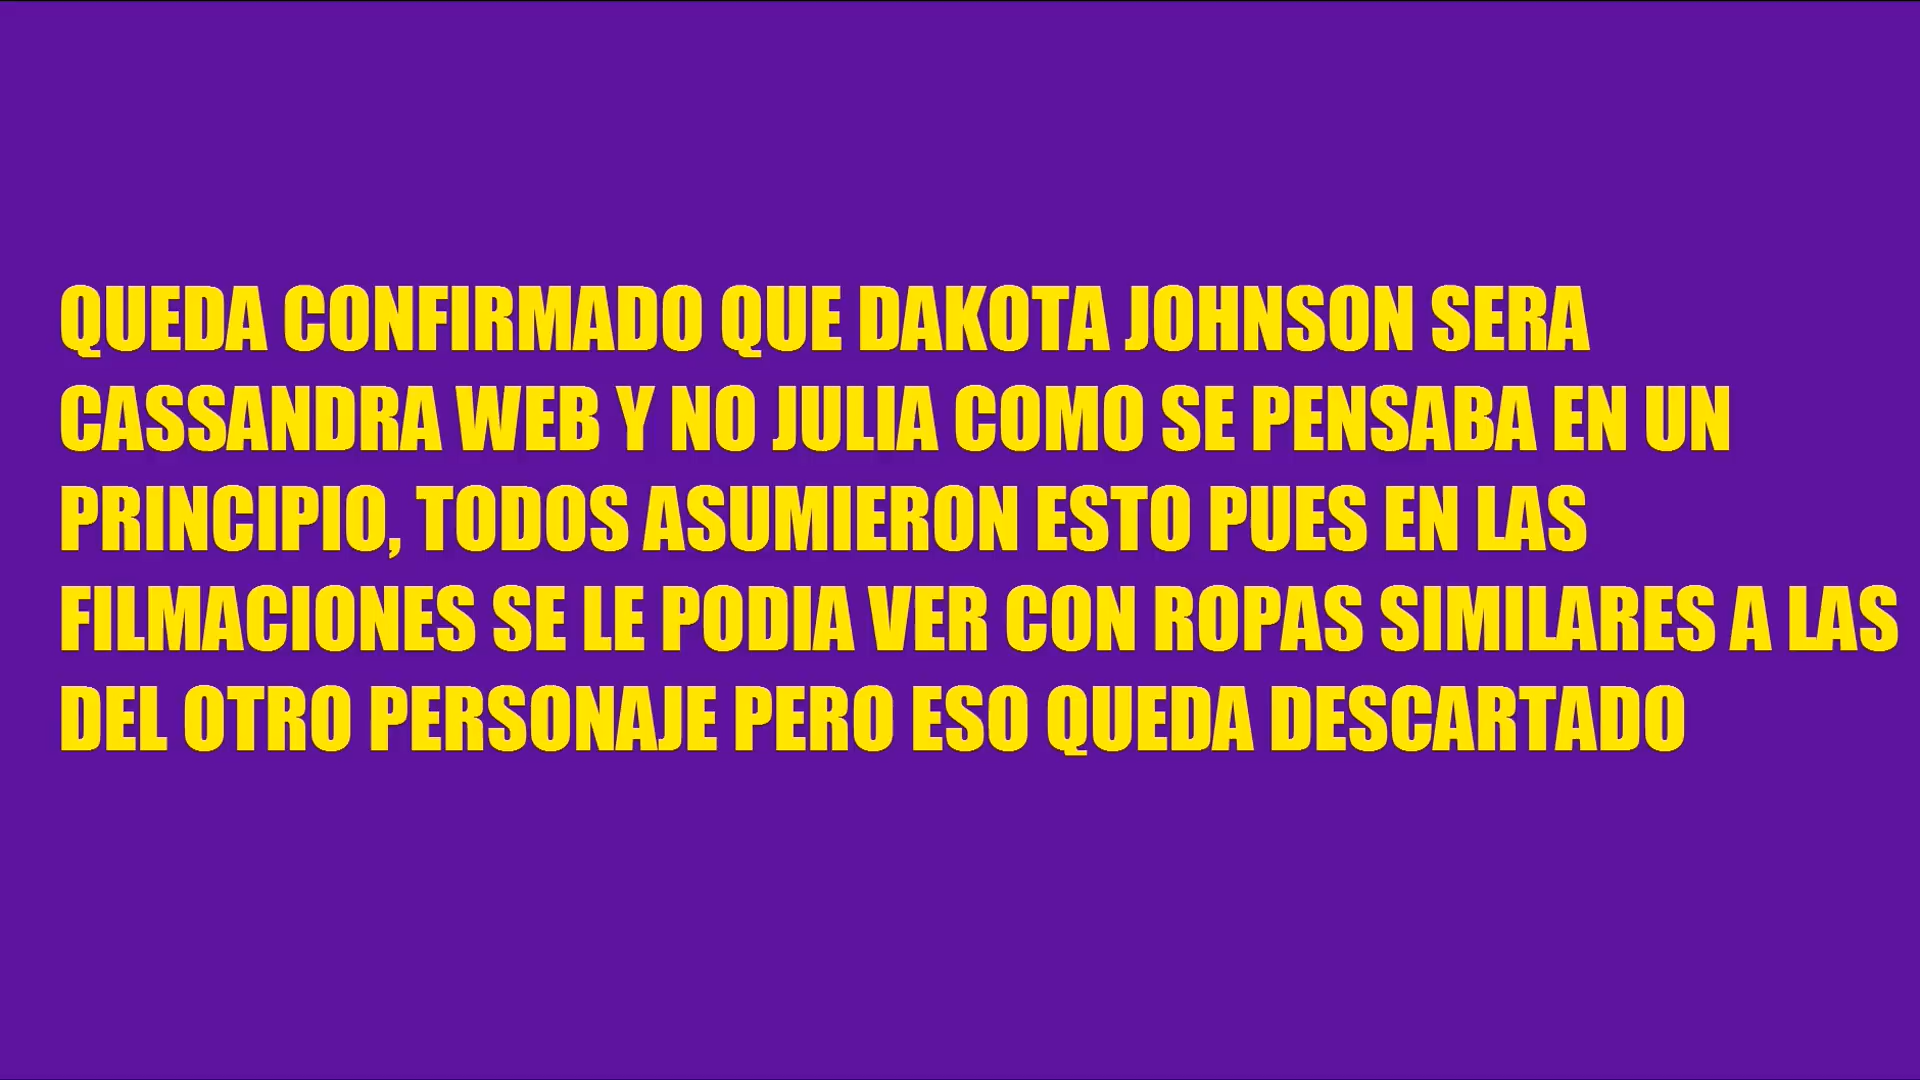 QUEDA CONFIRMADO QUE DAKOTA JOHNSON SERA
CASSANDRA WEB Y NO JULIA COMO SE PENSABA EN UN
PRINCIPIO, TODOS ASUMIERON ESTO PUES EN LAS
FILMACIONES SE LE PODIA VER CON ROPAS SIMILARES A LAS
DEL OTRO PERSONAJE PERO ESO QUEDA DESCARTADO